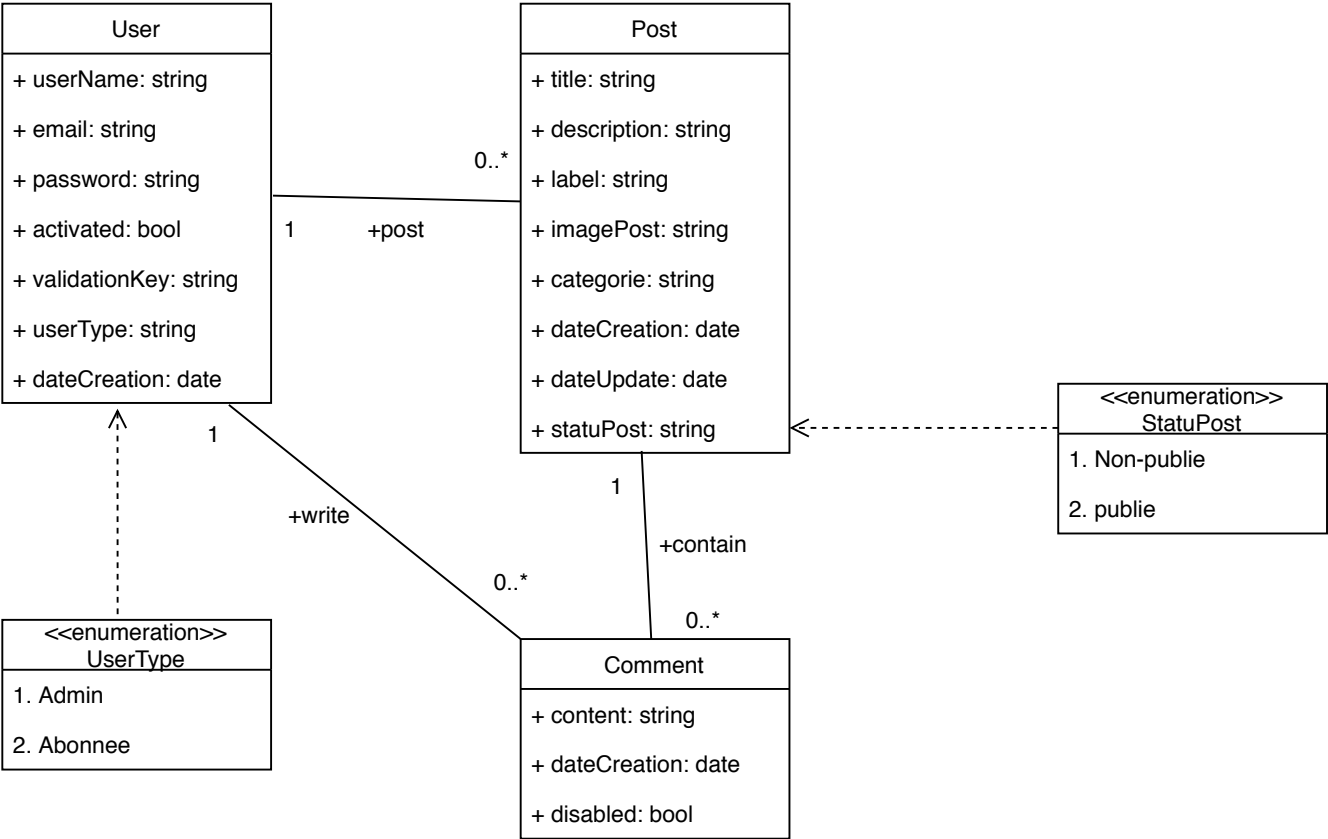 User
+ userName: string
+ email: string
+ password: string
+ activated: bool
+ validationKey: string
+ userType: string
+ dateCreation: date
Post
+ title: string
+ description: string
+ label: string
+ imagePost: string
+ categorie: string
+ dateCreation: date
+ dateUpdate: date
+ statuPost: string
0..*
1
+post
<<enumeration>>
StatuPost
1. Non-publie
2. publie
1
+write
0..*
1
+contain
0..*
<<enumeration>>
UserType
1. Admin
2. Abonnee
Comment
+ content: string
+ dateCreation: date
+ disabled: bool